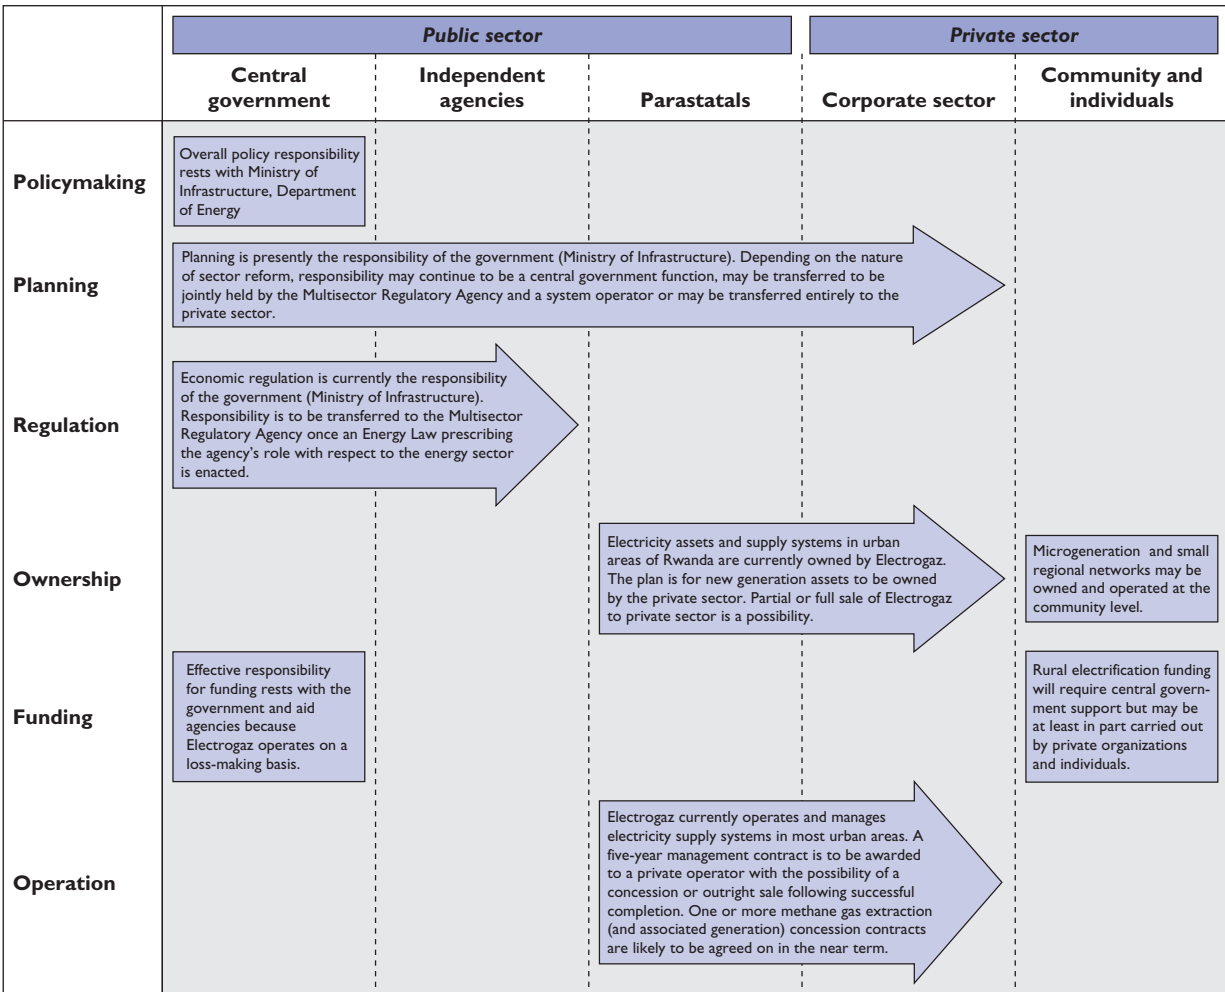 Public sector
Private sector
Central
government
Independent
agencies
Parastatals
Corporate sector
Community and
individuals
Policymaking
Overall policy responsibility
rests with Ministry of
Infrastructure, Department
of Energy
Planning
Planning is presently the responsibility of the government (Ministry of Infrastructure). Depending on the nature
of sector reform, responsibility may continue to be a central government function, may be transferred to be
jointly held by the Multisector Regulatory Agency and a system operator or may be transferred entirely to the
private sector.
Regulation
Economic regulation is currently the responsibility
of the government (Ministry of Infrastructure).
Responsibility is to be transferred to the Multisector
Regulatory Agency once an Energy Law prescribing
the agency's role with respect to the energy sector
is enacted.
Ownership
Electricity assets and supply systems in urban
areas of Rwanda are currently owned by Electrogaz.
The plan is for new generation assets to be owned
by the private sector. Partial or full sale of Electrogaz
to private sector is a possibility.
Microgeneration and small
regional networks may be
owned and operated at the
community level.
Funding
Effective responsibility
for funding rests with the
government and aid
agencies because
Electrogaz operates on a
loss-making basis.
Rural electrification funding
will require central govern-
ment support but may be
at least in part carried out
by private organizations
and individuals.
Operation
Electrogaz currently operates and manages
electricity supply systems in most urban areas. A
five-year management contract is to be awarded
to a private operator with the possibility of a
concession or outright sale following successful
completion. One or more methane gas extraction
(and associated generation) concession contracts
are likely to be agreed on in the near term.